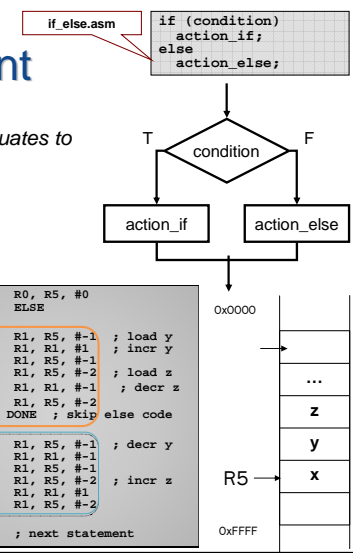 if_else.asm
if (condition)
action_if;
else
action_else;
nt
uates to
T
F
condition
action_if
action_else
R0, R5, #0
ELSE
R1, R5, #-1 ; load y
R1, R1, #1 ; incr y
R1, R5, #-1
R1, R5, #-2 ; load z
R1, R1, #-1 ; decr z
R1, R5, #-2
DONE ; skip else code
R1, R5, #-1 ; decr y
R1, R1, #-1
R1, R5, #-1
R1, R5, #-2 ; incr z
R1, R1, #1
R1, R5, #-2
; next statement
0x0000
...
z
y
R5
x
0xFFFF